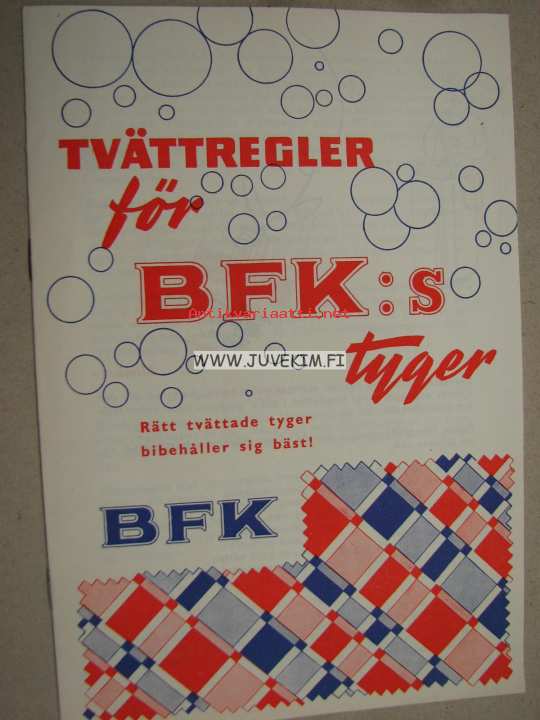 TVÄTTREGLER
för
BFK:s
Antikvariaatti.net
WWW.JUVEKIM.FI
tyger
Rätt tvättade tyger
bibehåller sig bäst!
BFK